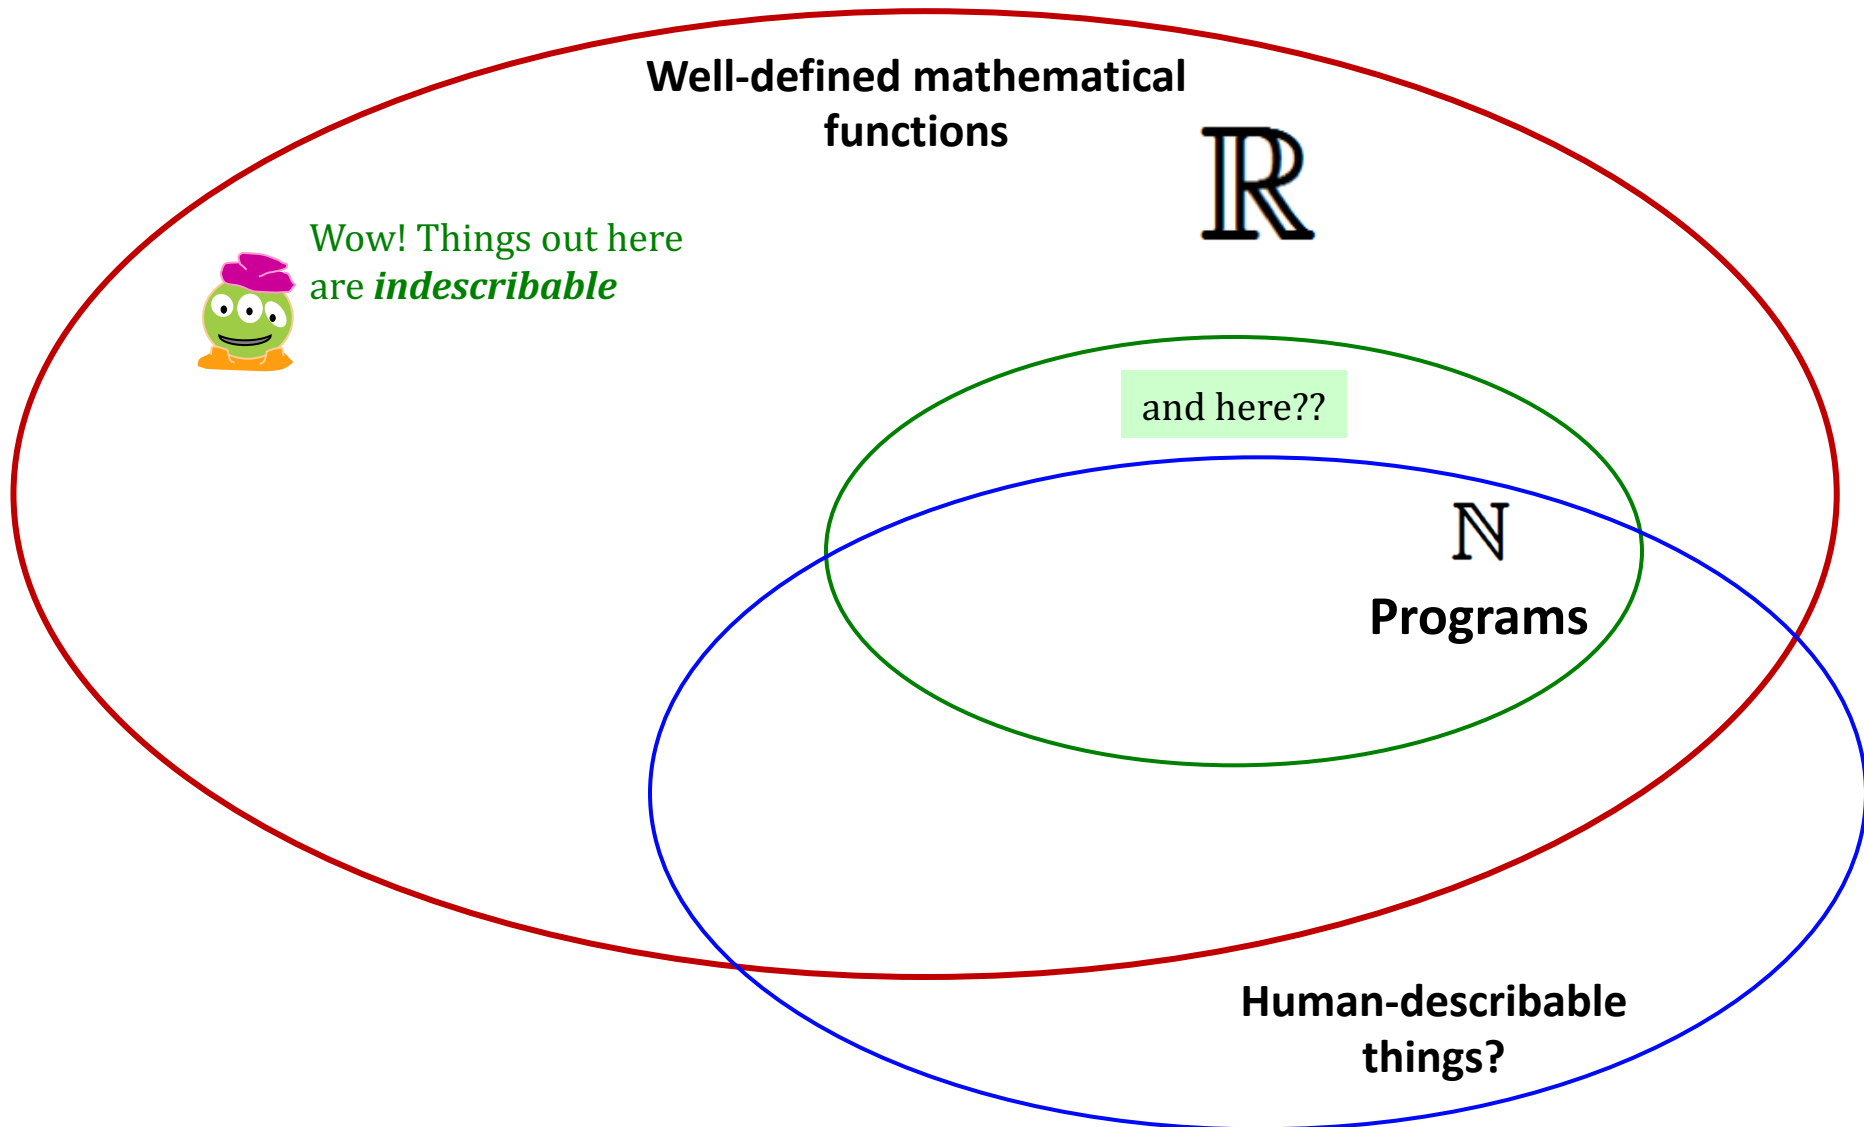 Well-defined mathematical
functions
ℝ
Wow! Things out here
are indescribable
and here??
ℕ
Programs
Human-describable
things?